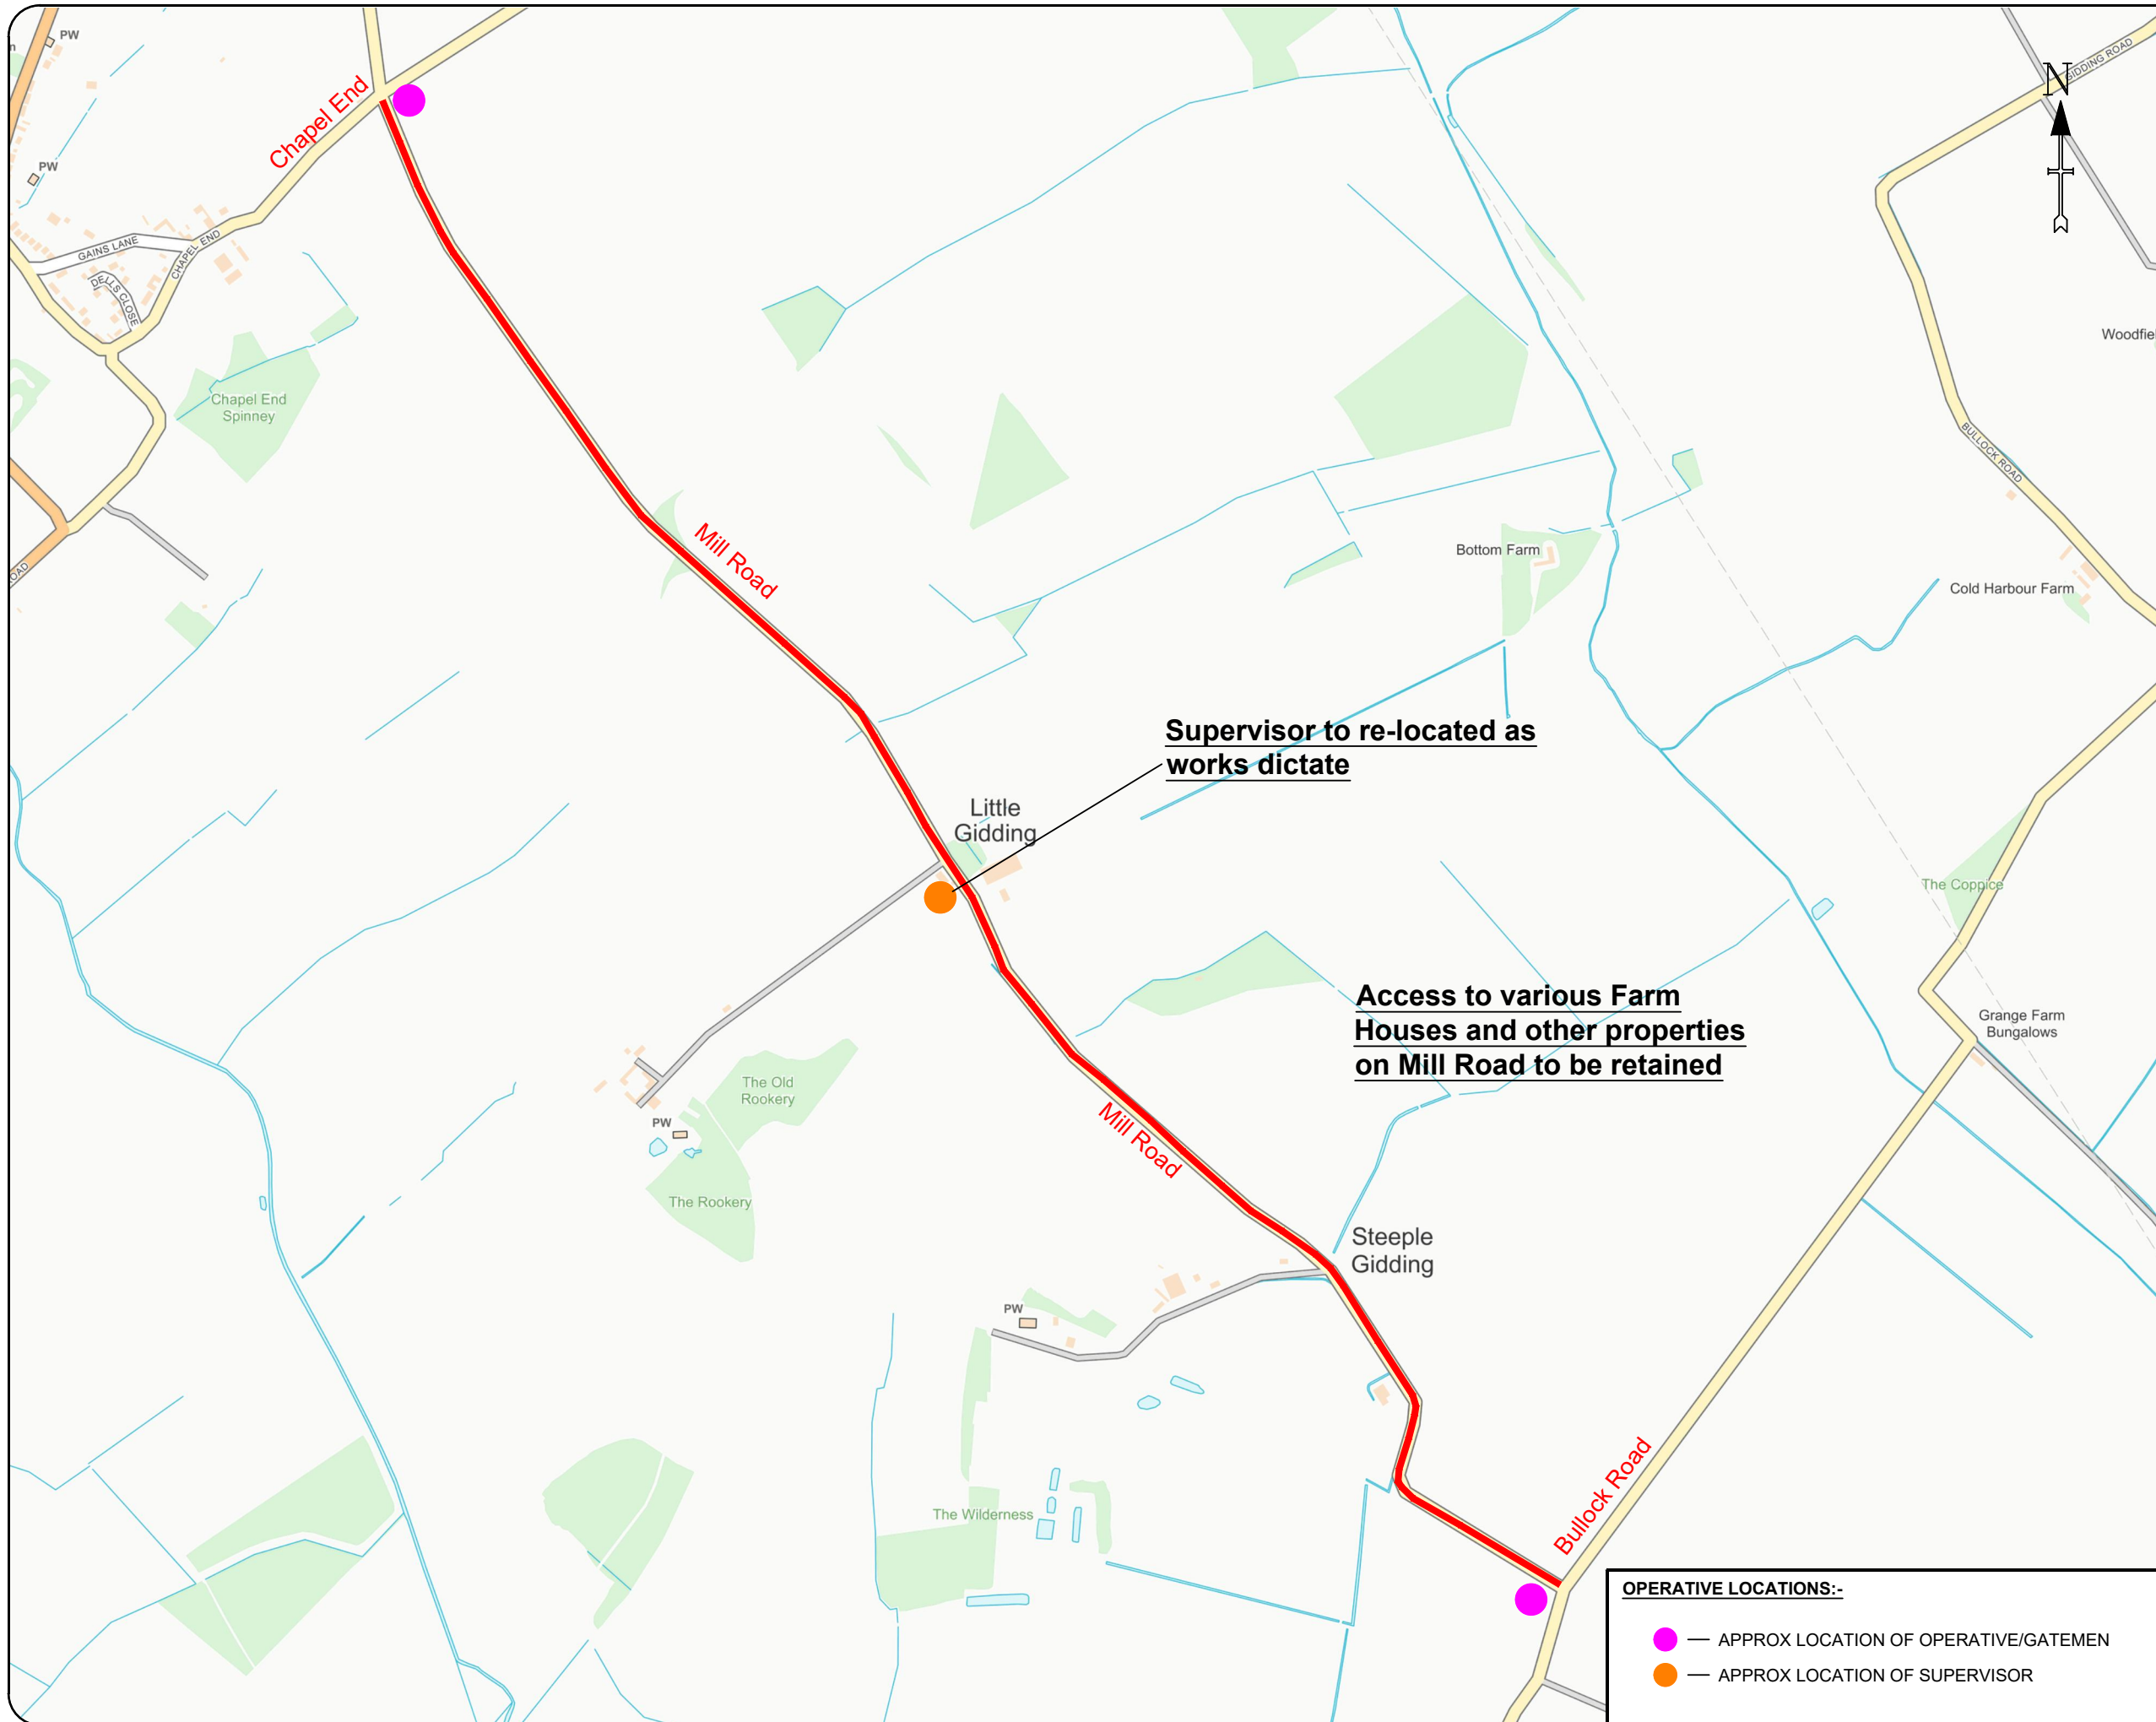 PW
Chapel End
PW
GAINS LANE
CHAPEL END
DELLS CLOSE
Chapel End
Spinney
N
GIDDING ROAD
BULLOCK ROAD
Mill Road
Bottom Farm
Cold Harbour Farm
OAD
Supervisor to re-located as
works dictate
Little
Gidding
The Coppice
Access to various Farm
Houses and other properties
on Mill Road to be retained
Grange Farm
Bungalows
The Old
Rookery
PW
Mill Road
The Rookery
Steeple
Gidding
PW
Bullock Road
The Wilderness
OPERATIVE LOCATIONS:-
— APPROX LOCATION OF OPERATIVE/GATEMEN
— APPROX LOCATION OF SUPERVISOR